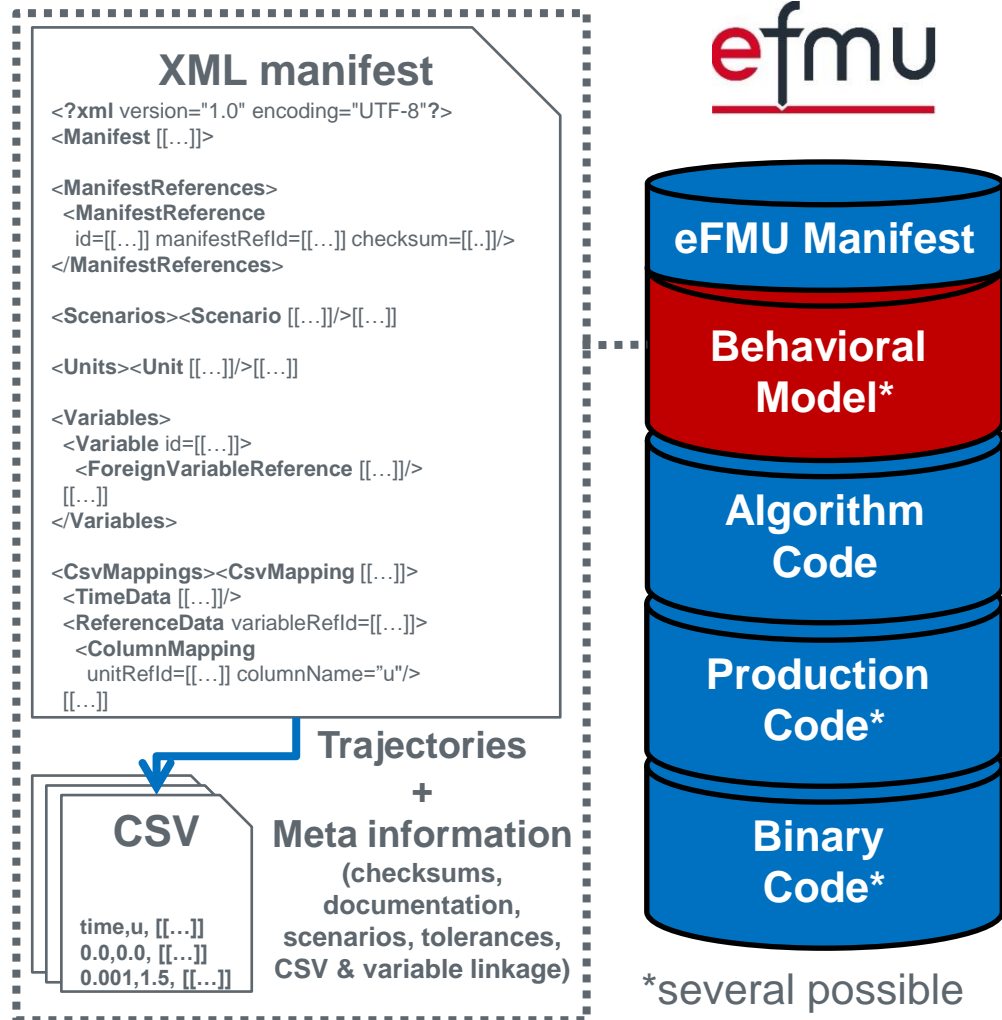 XML manifest
<?xml version="1.0" encoding="UTF-8"?>
<Manifest [[…]]>
<ManifestReferences>
<ManifestReference
id=[[…]] manifestRefId=[[…]] checksum=[[..]]/>
</ManifestReferences>
<Scenarios><Scenario [[…]]/>[[…]]
<Units><Unit [[…]]/>[[…]]
<Variables>
<Variable id=[[…]]>
<ForeignVariableReference [[…]]/>
[[…]]
</Variables>
<CsvMappings><CsvMapping [[…]]>
<TimeData [[…]]/>
<ReferenceData variableRefId=[[…]]>
<ColumnMapping
unitRefId=[[…]] columnName=”u"/>
[[…]]
Trajectories
+
Meta information
(checksums,
documentation,
scenarios, tolerances,
CSV & variable linkage)
CSV
time,u, [[…]]
0.0,0.0, [[…]]
0.001,1.5, [[…]]
efmu
eFMU Manifest
Behavioral
Model*
Algorithm
Code
Production
Code*
Binary
Code*
*several possible